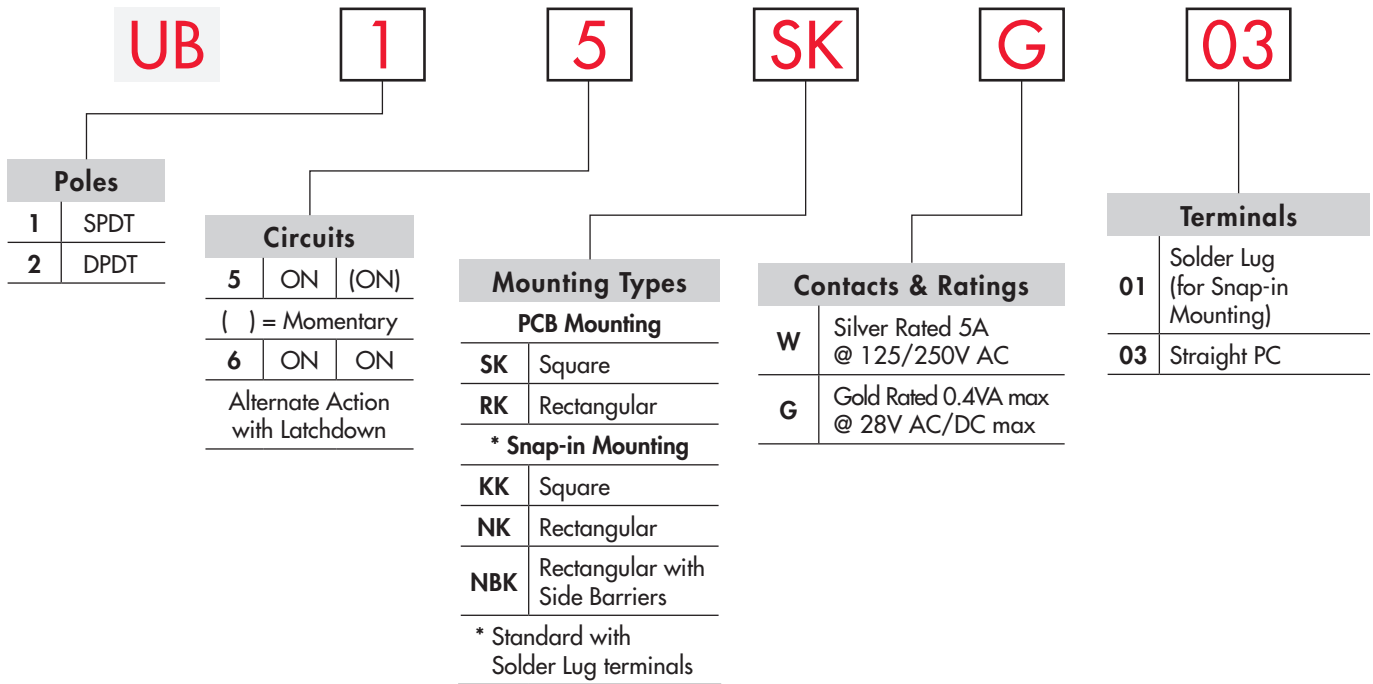 UB 1 5 SK G 03
Poles
1 SPDT
2 DPDT
Circuits
5 ON (ON)
( ) = Momentary
6 ON ON
Alternate Action
with Latchdown
Mounting Types
PCB Mounting
SK Square
RK Rectangular
* Snap-in Mounting
KK Square
NK Rectangular
NBK Rectangular with
Side Barriers
* Standard with
Solder Lug terminals
Contacts & Ratings
W Silver Rated 5A
@ 125/250V AC
G Gold Rated 0.4VA max
@ 28V AC/DC max
Terminals
01 Solder Lug
(for Snap-in
Mounting)
03 Straight PC